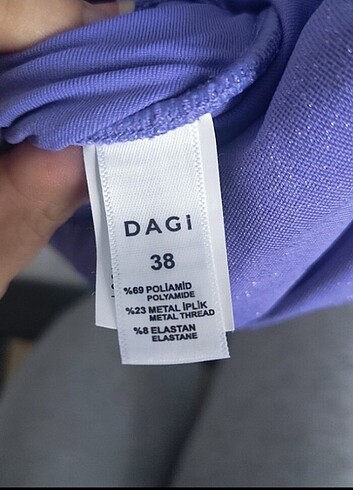 DAGi
38
%69 POLİAMİD
POLYAMIDE
%23 METAL İPLİK
METAL THREAD
%8 ELASTAN
ELASTANE